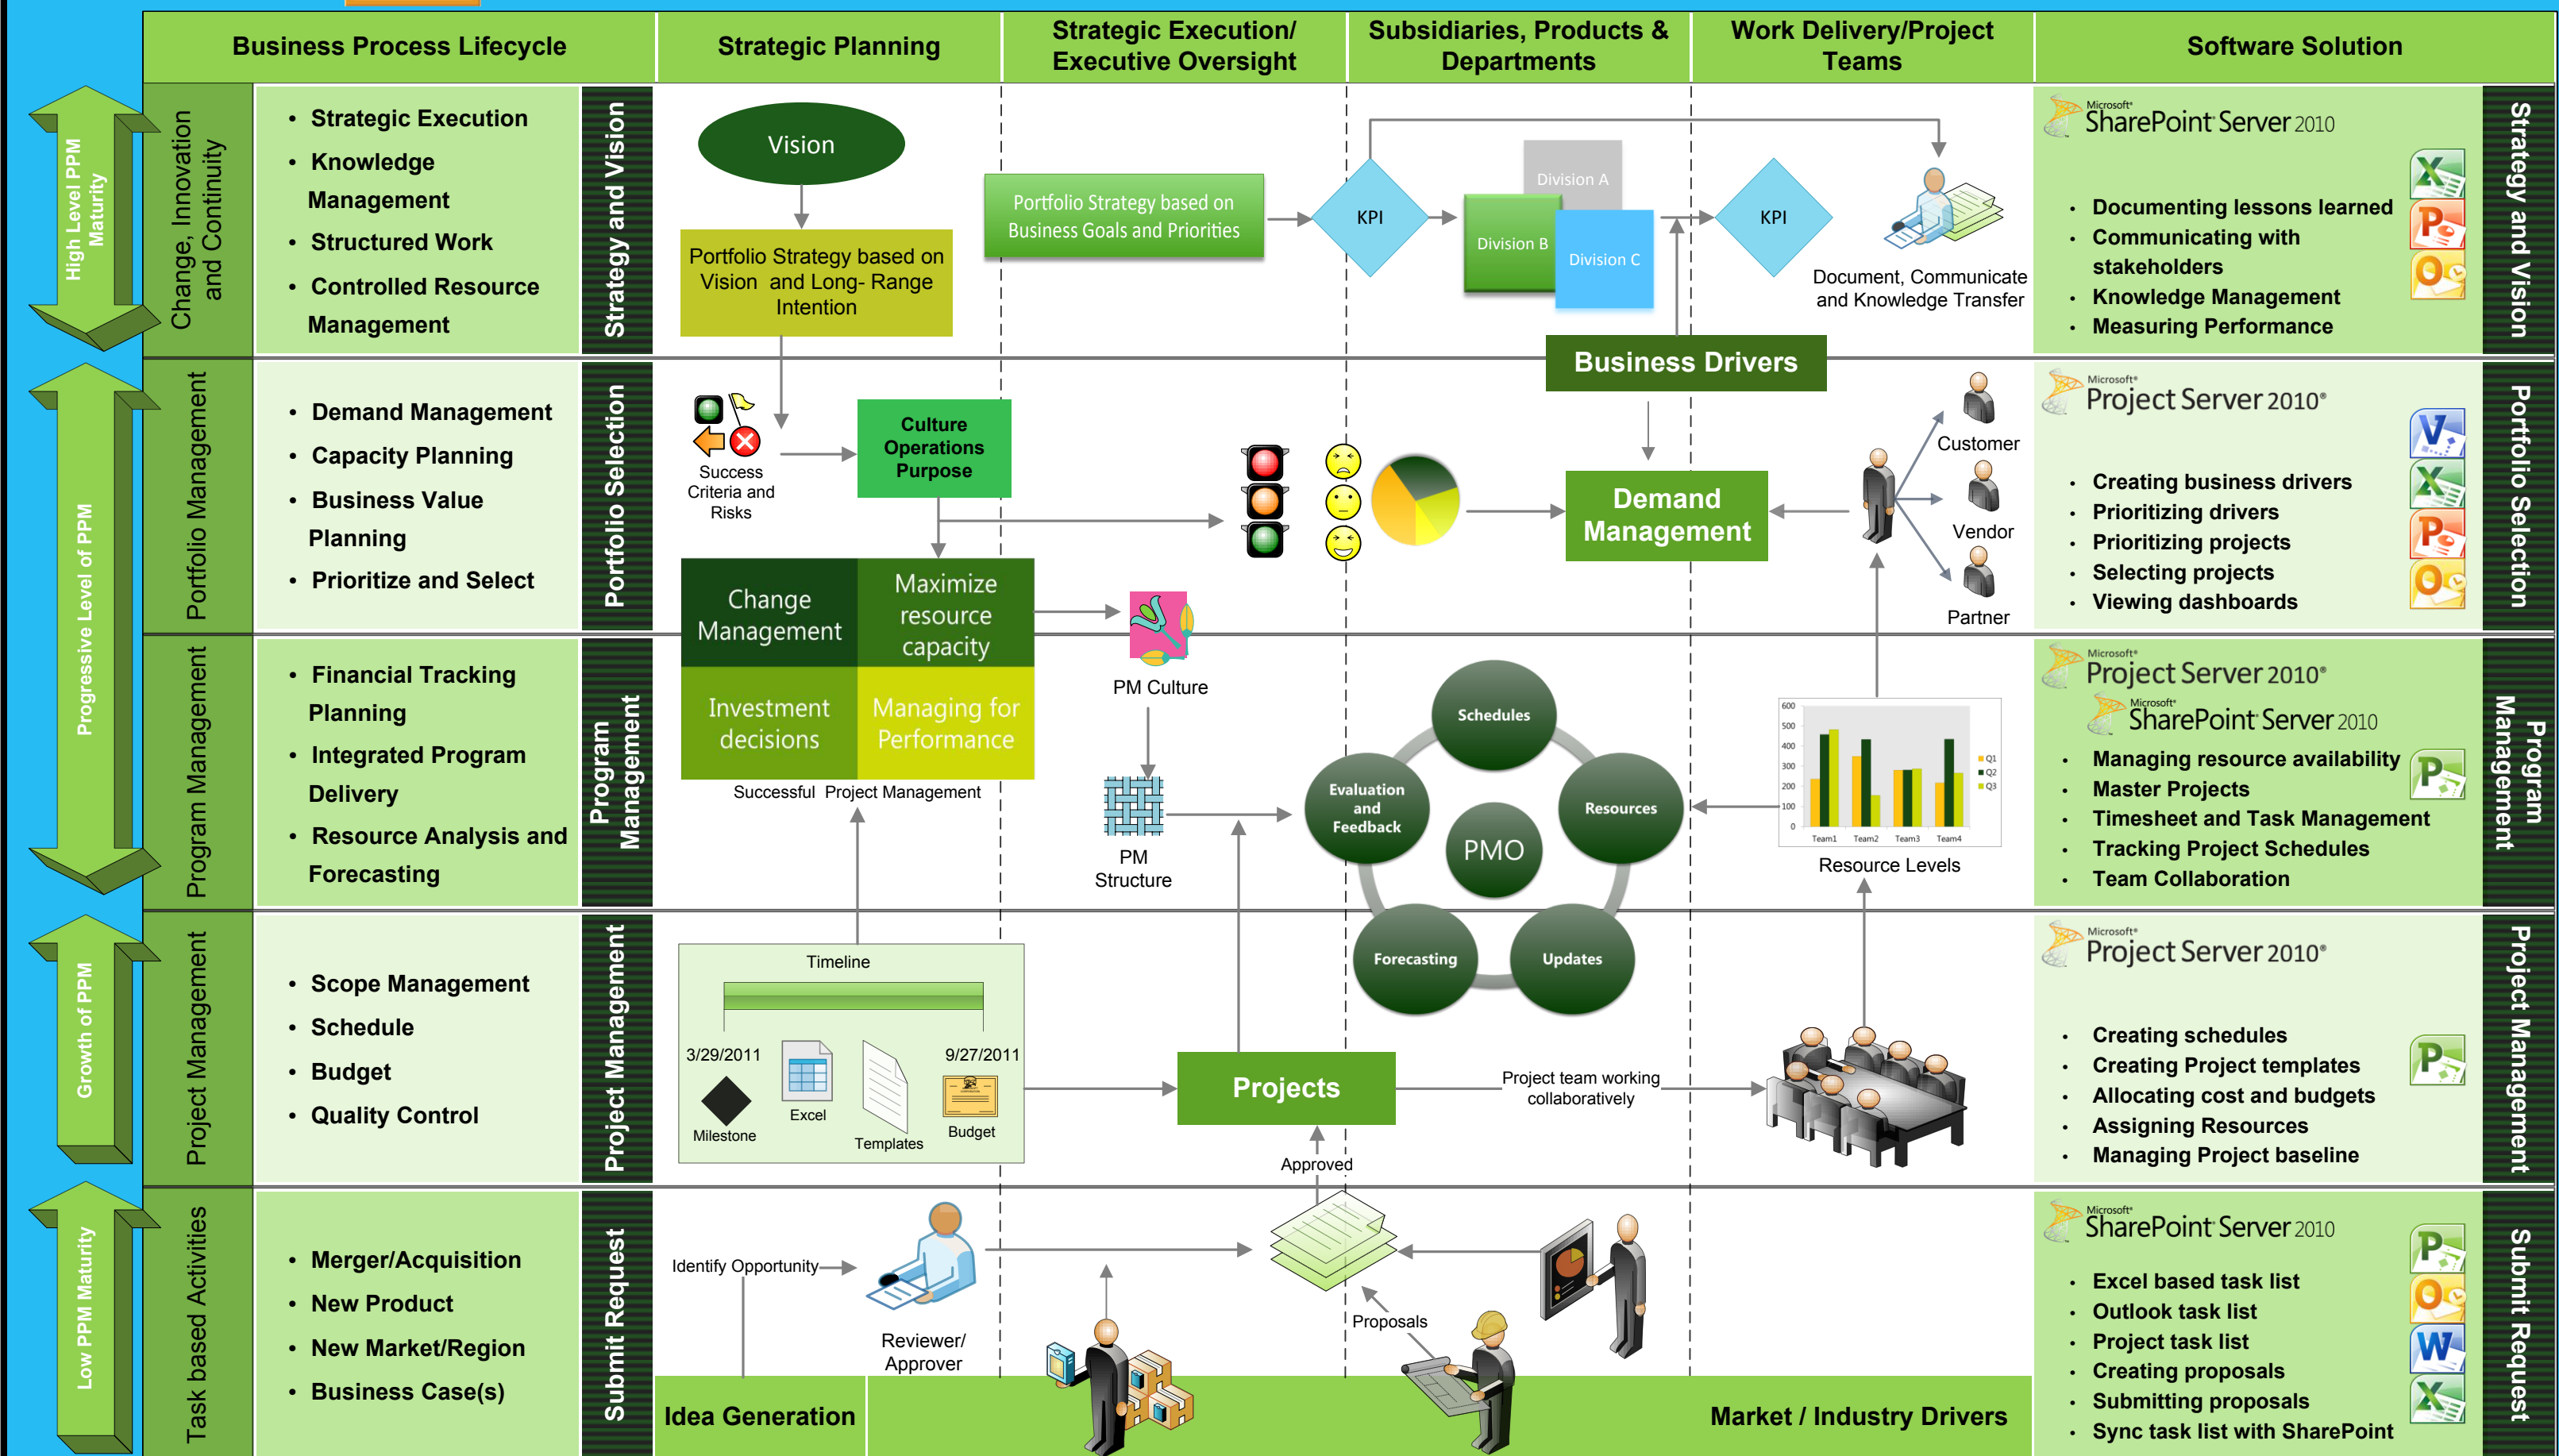 Business Process Lifecycle
Strategic Planning
Strategic Execution/
Executive Oversight
Subsidiaries, Products &
Departments
Work Delivery/Project
Teams
Software Solution
High Level PPM
Maturity
Change, Innovation
and Continuity
• Strategic Execution
• Knowledge
Management
• Structured Work
• Controlled Resource
Management
Strategy and Vision
Vision
Portfolio Strategy based on
Vision and Long- Range
Intention
Portfolio Strategy based on
Business Goals and Priorities
KPI
Division A
Division B
Division C
KPI
Document, Communicate
and Knowledge Transfer
Microsoft®
SharePoint Server 2010
• Documenting lessons learned
• Communicating with
stakeholders
• Knowledge Management
• Measuring Performance
Strategy and Vision
Progressive Level of PPM
Portfolio Management
• Demand Management
• Capacity Planning
• Business Value
Planning
• Prioritize and Select
Portfolio Selection
Success
Criteria and
Risks
Culture
Operations
Purpose
Business Drivers
Demand
Management
Customer
Vendor
Partner
Microsoft®
Project Server 2010®
• Creating business drivers
• Prioritizing drivers
• Prioritizing projects
• Selecting projects
• Viewing dashboards
Portfolio Selection
Change
Management
Maximize
resource
capacity
Investment
decisions
Managing for
Performance
Successful Project Management
Program Management
• Financial Tracking
Planning
• Integrated Program
Delivery
• Resource Analysis and
Forecasting
Program
Management
PM Culture
PM
Structure
Schedules
Evaluation
and
Feedback
Resources
PMO
Forecasting
Updates
600
500
400
300
200
100
0
Team1 Team2 Team3 Team4
Q1
Q2
Q3
Resource Levels
Microsoft®
Project Server 2010®
Microsoft®
SharePoint Server 2010
• Managing resource availability
• Master Projects
• Timesheet and Task Management
• Tracking Project Schedules
• Team Collaboration
Program
Management
Growth of PPM
Project Management
• Scope Management
• Schedule
• Budget
• Quality Control
Project Management
Timeline
3/29/2011
9/27/2011
Milestone
Excel
Templates
Budget
Projects
Project team working
collaboratively
Approved
Microsoft®
Project Server 2010®
• Creating schedules
• Creating Project templates
• Allocating cost and budgets
• Assigning Resources
• Managing Project baseline
Project Management
Low PPM Maturity
Task based Activities
• Merger/Acquisition
• New Product
• New Market/Region
• Business Case(s)
Submit Request
Identify Opportunity
Reviewer/
Approver
Proposals
Idea Generation
Market / Industry Drivers
Microsoft®
SharePoint Server 2010
• Excel based task list
• Outlook task list
• Project task list
• Creating proposals
• Submitting proposals
• Sync task list with SharePoint
Submit Request